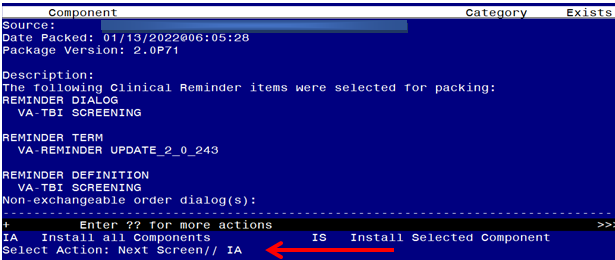 Component Category Exists
Source:
Date Packed: 01/13/2022006:05:28
Package Version: 2.0P71
Description:
The following Clinical Reminder items were selected for packing:
REMINDER DIALOG
VA-TBI SCREENING
REMINDER TERM
VA-REMINDER UPDATE_2_0_243
REMINDER DEFINITION
VA-TBI SCREENING
Non-exchangeable order dialog(s):
+ Enter ?? for more actions >>>
IA Install all Components IS Install Selected Component
Select Action: Next Screen// IA